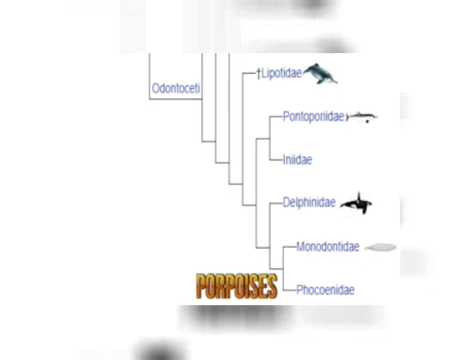 †Lipotidae
Odontoceti
Pontoporiidae
Iniidae
Delphinidae
Monodontidae
PORPOISES
Phocoenidae